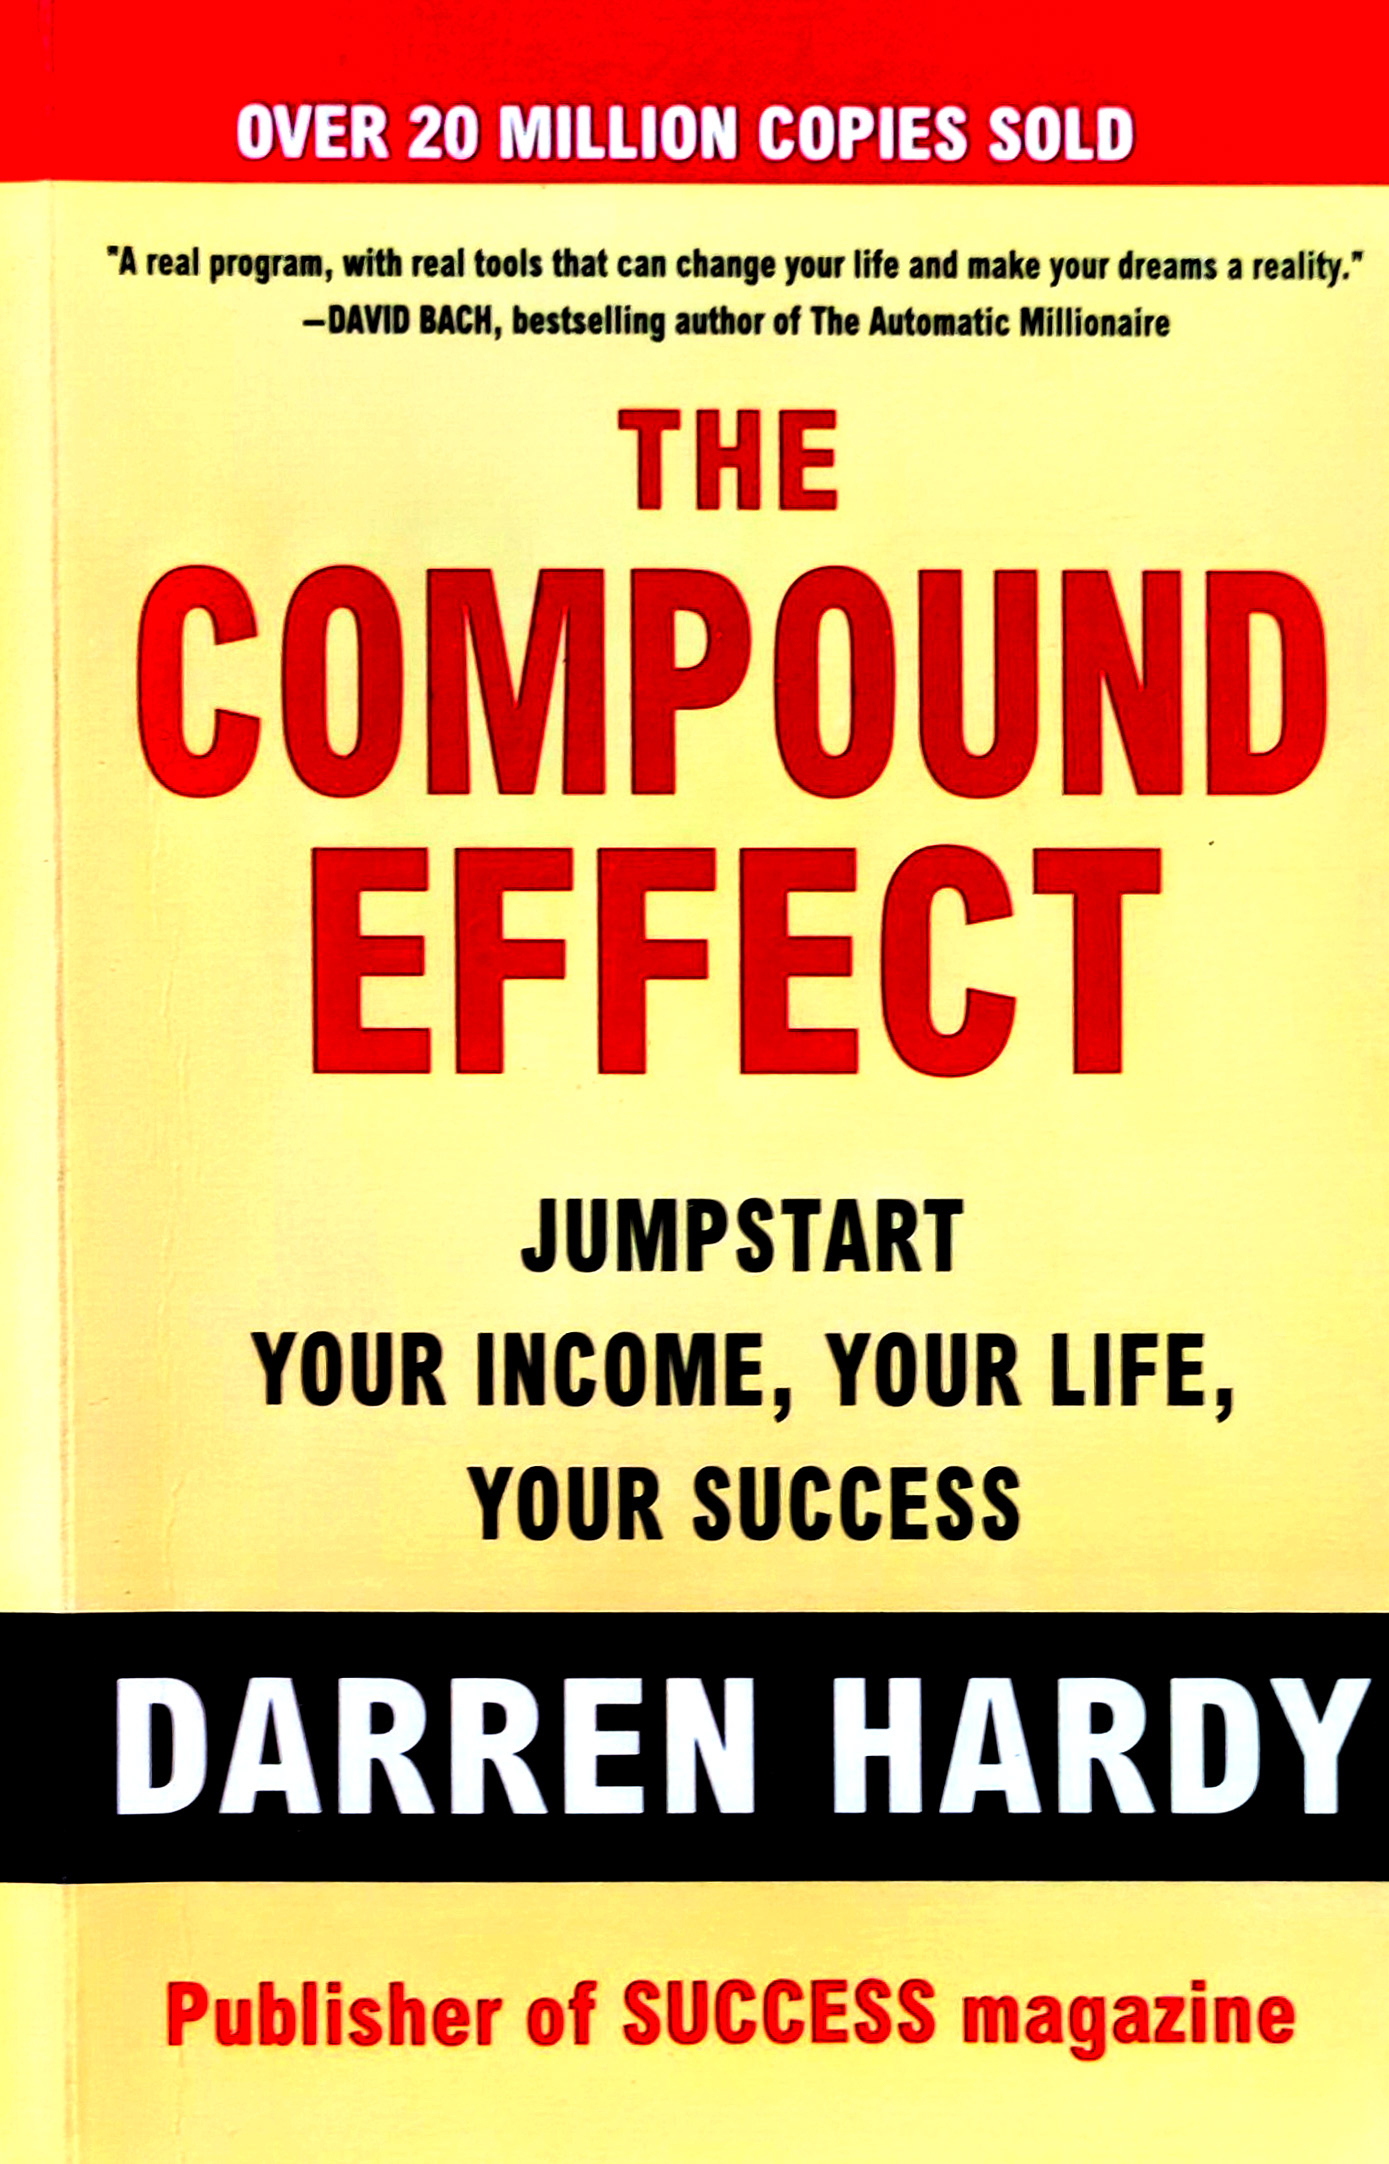 OVER 20 MILLION COPIES SOLD
"A real program, with real tools that can change your life and make your dreams a reality."
—DAVID BACH, bestselling author of The Automatic Millionaire
THE
COMPOUND
EFFECT
JUMPSTART
YOUR INCOME, YOUR LIFE,
YOUR SUCCESS
DARREN HARDY
Publisher of SUCCESS magazine